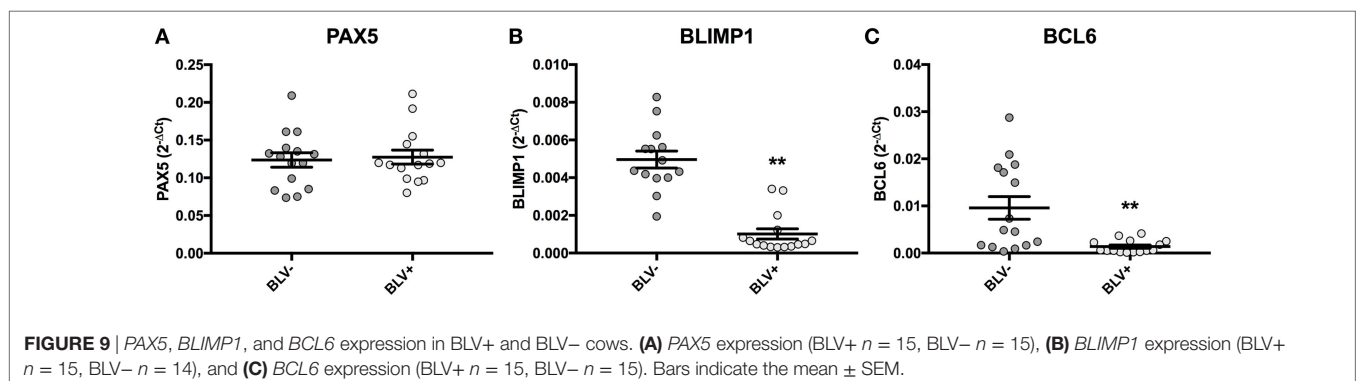 A PAX5
B BLIMP1
C BCL6
PAX5 (2-ΔCt)
0.25
0.20
0.15
0.10
0.05
0.00
BLV-
BLV+
BLIMP1 (2-ΔCt)
0.010
0.008
0.006
0.004
0.002
0.000
**
BLV-
BLV+
BCL6 (2-ΔCt)
0.04
0.03
0.02
0.01
0.00
**
BLV-
BLV+
FIGURE 9 | PAX5, BLIMP1, and BCL6 expression in BLV+ and BLV− cows. (A) PAX5 expression (BLV+ n = 15, BLV− n = 15), (B) BLIMP1 expression (BLV+
n = 15, BLV− n = 14), and (C) BCL6 expression (BLV+ n = 15, BLV− n = 15). Bars indicate the mean ± SEM.